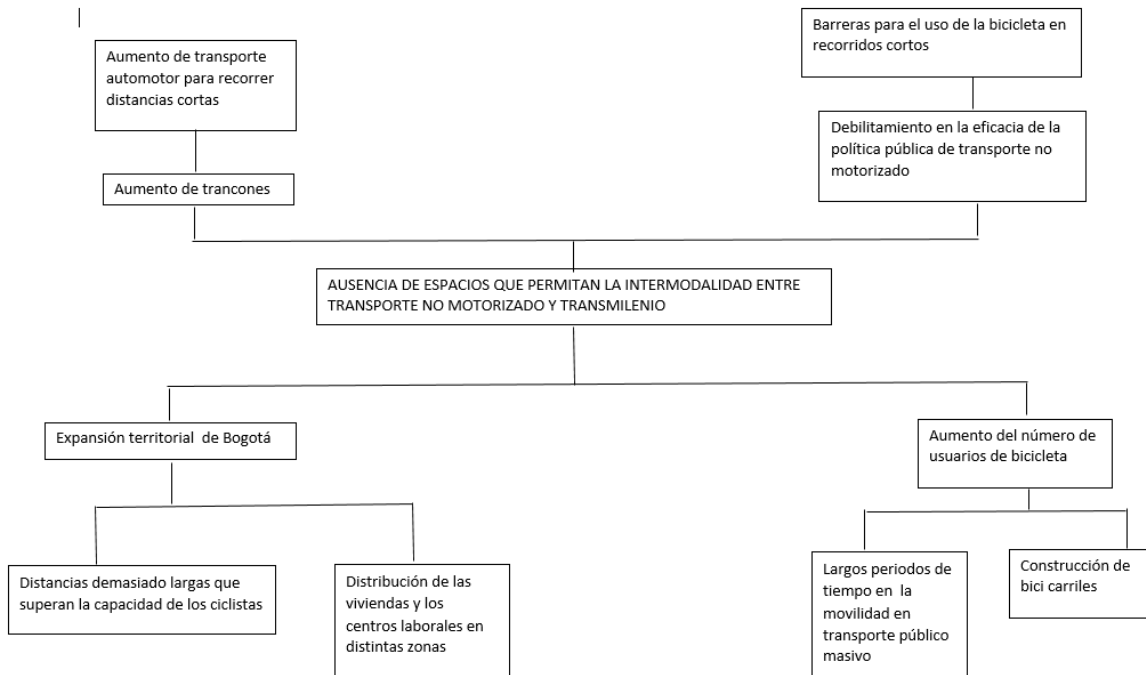 Aumento de transporte
automotor para recorrer
distancias cortas
Aumento de trancones
Barreras para el uso de la bicicleta en
recorridos cortos
Debilitamiento en la eficacia de la
política pública de transporte no
motorizado
AUSENCIA DE ESPACIOS QUE PERMITAN LA INTERMODALIDAD ENTRE
TRANSPORTE NO MOTORIZADO Y TRANSMILENIO
Expansión territorial de Bogotá
Distancias demasiado largas que
superan la capacidad de los ciclistas
Distribución de las
viviendas y los
centros laborales en
distintas zonas
Aumento del número de
usuarios de bicicleta
Largos periodos de
tiempo en la
movilidad en
transporte público
masivo
Construcción de
bici carriles